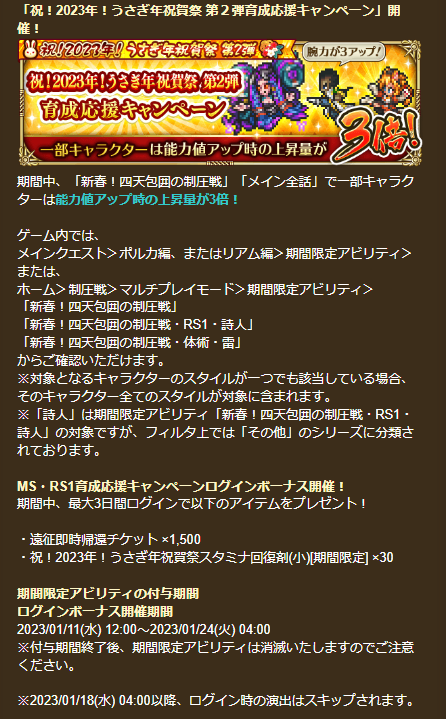 「祝！2023年！うさぎ年祝賀祭 第２弾育成応援キャンペーン」開
催！
祝！2023年！うさぎ年祝賀祭 第2弾
腕力が3アップ！
祝！2023年！うさぎ年祝賀祭 第2弾
育成応援キャンペーン
3倍！
一部キャラクターは能力値アップ時の上昇量が
期間中、「新春！四天包囲の制圧戦」「メイン全話」で一部キャラク
ターは能力値アップ時の上昇量が3倍！
ゲーム内では、
メインクエスト＞ポルカ編、またはリアム編＞期間限定アビリティ＞
または、
ホーム＞制圧戦＞マルチプレイモード＞期間限定アビリティ＞
「新春！四天包囲の制圧戦」
「新春！四天包囲の制圧戦・RS1・詩人」
「新春！四天包囲の制圧戦・体術・雷」
からご確認いただけます。
※対象となるキャラクターのスタイルが一つでも該当している場合、
そのキャラクター全てのスタイルが対象に含まれます。
※「詩人」は期間限定アビリティ「新春！四天包囲の制圧戦・RS1・
詩人」の対象ですが、フィルタ上では「その他」のシリーズに分類さ
れております。
MS・RS1育成応援キャンペーンログインボーナス開催！
期間中、最大3日間ログインで以下のアイテムをプレゼント！
・遠征即時帰還チケット ×1,500
・祝！2023年！うさぎ年祝賀祭スタミナ回復剤(小)[期間限定] ×30
期間限定アビリティの付与期間
ログインボーナス開催期間
2023/01/11(水) 12:00～2023/01/24(火) 04:00
※付与期間終了後、期間限定アビリティは消滅いたしますのでご注意
ください。
※2023/01/18(水) 04:00以降、ログイン時の演出はスキップされます。